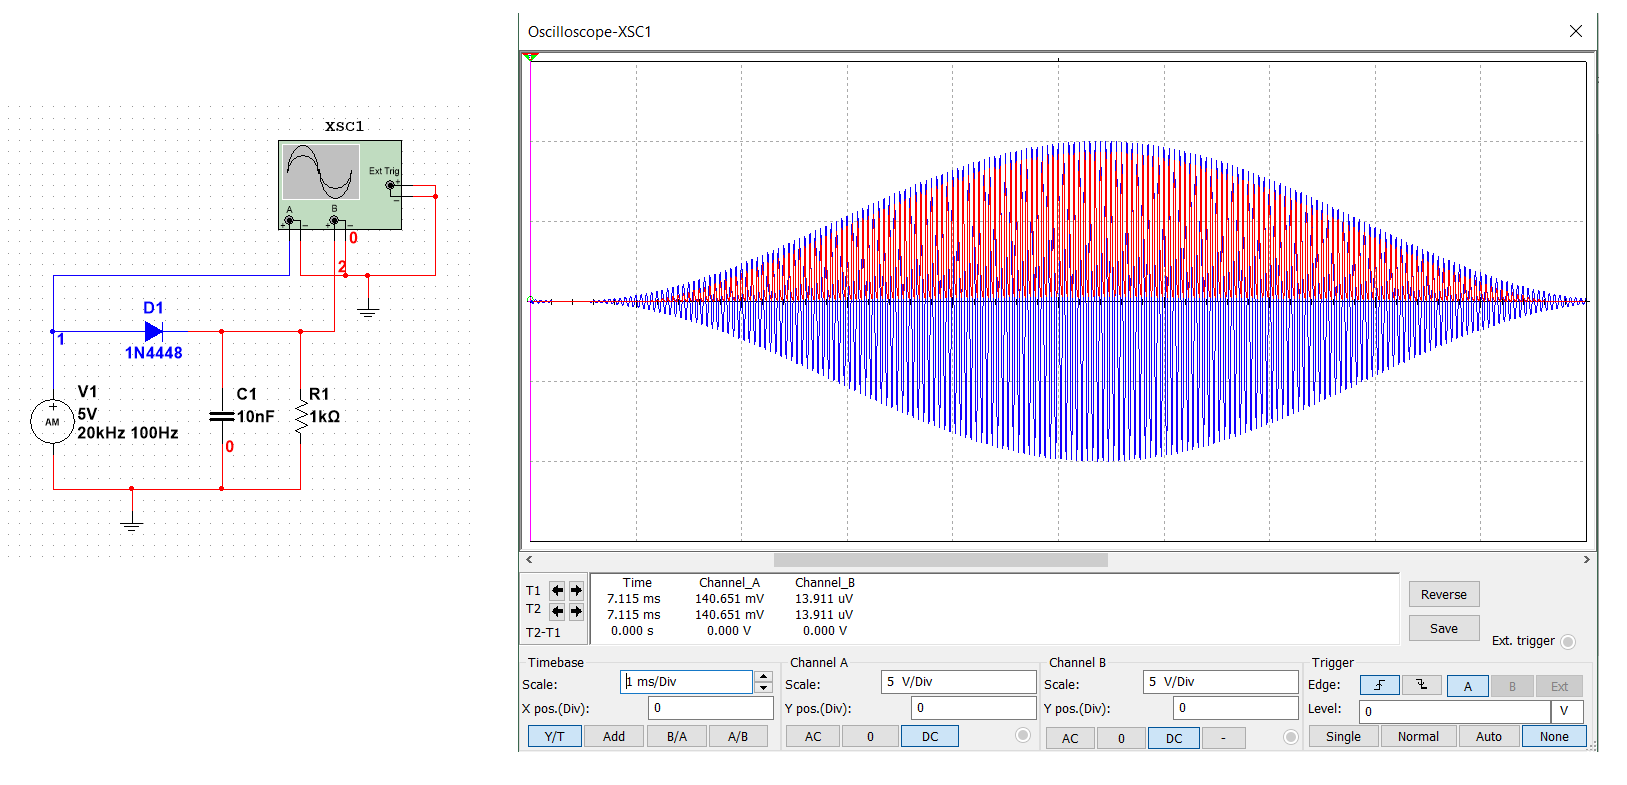 XSC1
Ext Trig
+
−
A
B
+
−
+
−
0
2
D1
1
1N4448
V1
5V
20kHz 100Hz
+
AM
C1
10nF
0
R1
1kΩ
Oscilloscope-XSC1
T1
T2
T2-T1
Time Channel_A Channel_B
7.115 ms 140.651 mV 13.911 uV
7.115 ms 140.651 mV 13.911 uV
0.000 s 0.000 V 0.000 V
Reverse
Save
Ext. trigger
Timebase
Scale: 1 ms/Div
X pos.(Div): 0
Y/T Add B/A A/B
Channel A
Scale: 5 V/Div
Y pos.(Div): 0
AC 0 DC
Channel B
Scale: 5 V/Div
Y pos.(Div): 0
AC 0 DC -
Trigger
Edge: A B Ext
Level: 0 V
Single Normal Auto None